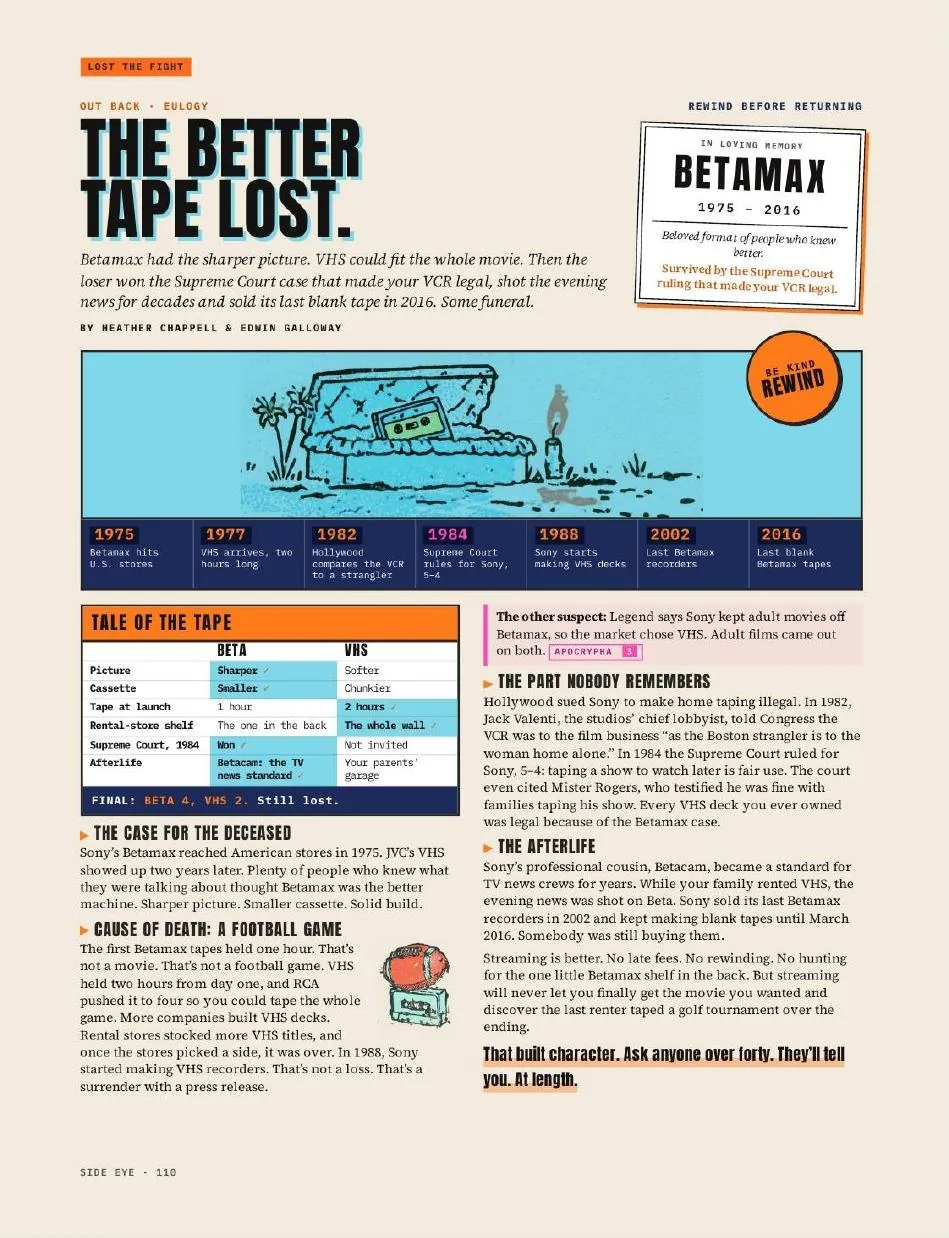 LOST THE FIGHT
OUT BACK · EULOGY
THE BETTER
TAPE LOST.
Betamax had the sharper picture. VHS could fit the whole movie. Then the
loser won the Supreme Court case that made your VCR legal, shot the evening
news for decades and sold its last blank tape in 2016. Some funeral.
BY HEATHER CHAPPELL & EDWIN GALLOWAY
REWIND BEFORE RETURNING
IN LOVING MEMORY
BETAMAX
1975 – 2016
Beloved format of people who knew
better.
Survived by the Supreme Court
ruling that made your VCR legal.
BE KIND
REWIND
1975
Betamax hits
U.S. stores
1977
VHS arrives, two
hours long
1982
Hollywood
compares the VCR
to a strangler
1984
Supreme Court
rules for Sony,
5–4
1988
Sony starts
making VHS decks
2002
Last Betamax
recorders
2016
Last blank
Betamax tapes
TALE OF THE TAPE
BETA VHS
Picture Sharper ✓ Softer
Cassette Smaller ✓ Chunkier
Tape at launch 1 hour 2 hours ✓
Rental-store shelf The one in the back The whole wall ✓
Supreme Court, 1984 Won ✓ Not invited
Afterlife Betacam: the TV Your parents'
news standard ✓ garage
FINAL: BETA 4, VHS 2. Still lost.
▶ THE CASE FOR THE DECEASED
Sony's Betamax reached American stores in 1975. JVC's VHS
showed up two years later. Plenty of people who knew what
they were talking about thought Betamax was the better
machine. Sharper picture. Smaller cassette. Solid build.
▶ CAUSE OF DEATH: A FOOTBALL GAME
The first Betamax tapes held one hour. That's
not a movie. That's not a football game. VHS
held two hours from day one, and RCA
pushed it to four so you could tape the whole
game. More companies built VHS decks.
Rental stores stocked more VHS titles, and
once the stores picked a side, it was over. In 1988, Sony
started making VHS recorders. That's not a loss. That's a
surrender with a press release.
The other suspect: Legend says Sony kept adult movies off
Betamax, so the market chose VHS. Adult films came out
on both. APOCRYPHA 3
▶ THE PART NOBODY REMEMBERS
Hollywood sued Sony to make home taping illegal. In 1982,
Jack Valenti, the studios' chief lobbyist, told Congress the
VCR was to the film business “as the Boston strangler is to the
woman home alone.” In 1984 the Supreme Court ruled for
Sony, 5–4: taping a show to watch later is fair use. The court
even cited Mister Rogers, who testified he was fine with
families taping his show. Every VHS deck you ever owned
was legal because of the Betamax case.
▶ THE AFTERLIFE
Sony's professional cousin, Betacam, became a standard for
TV news crews for years. While your family rented VHS, the
evening news was shot on Beta. Sony sold its last Betamax
recorders in 2002 and kept making blank tapes until March
2016. Somebody was still buying them.
Streaming is better. No late fees. No rewinding. No hunting
for the one little Betamax shelf in the back. But streaming
will never let you finally get the movie you wanted and
discover the last renter taped a golf tournament over the
ending.
That built character. Ask anyone over forty. They'll tell
you. At length.
SIDE EYE · 110